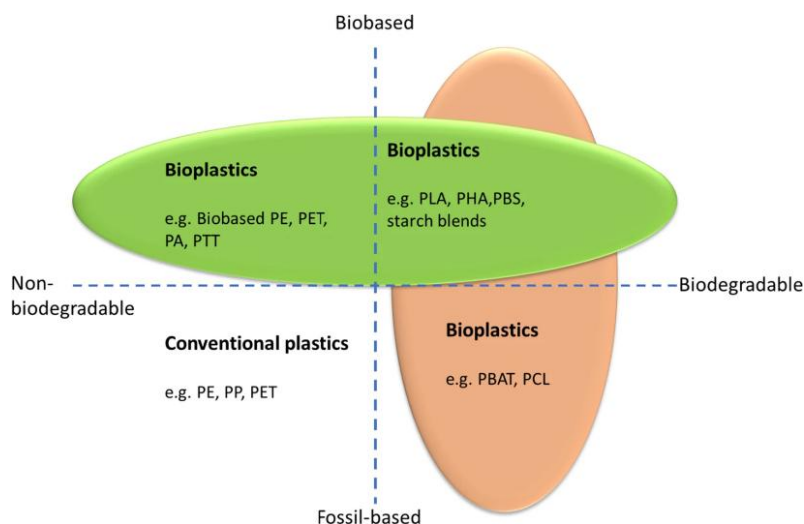 Biobased
Bioplastics
e.g. Biobased PE, PET,
PA, PTT
Bioplastics
e.g. PLA, PHA,PBS,
starch blends
Non-
biodegradable
Biodegradable
Conventional plastics
e.g. PE, PP, PET
Bioplastics
e.g. PBAT, PCL
Fossil-based